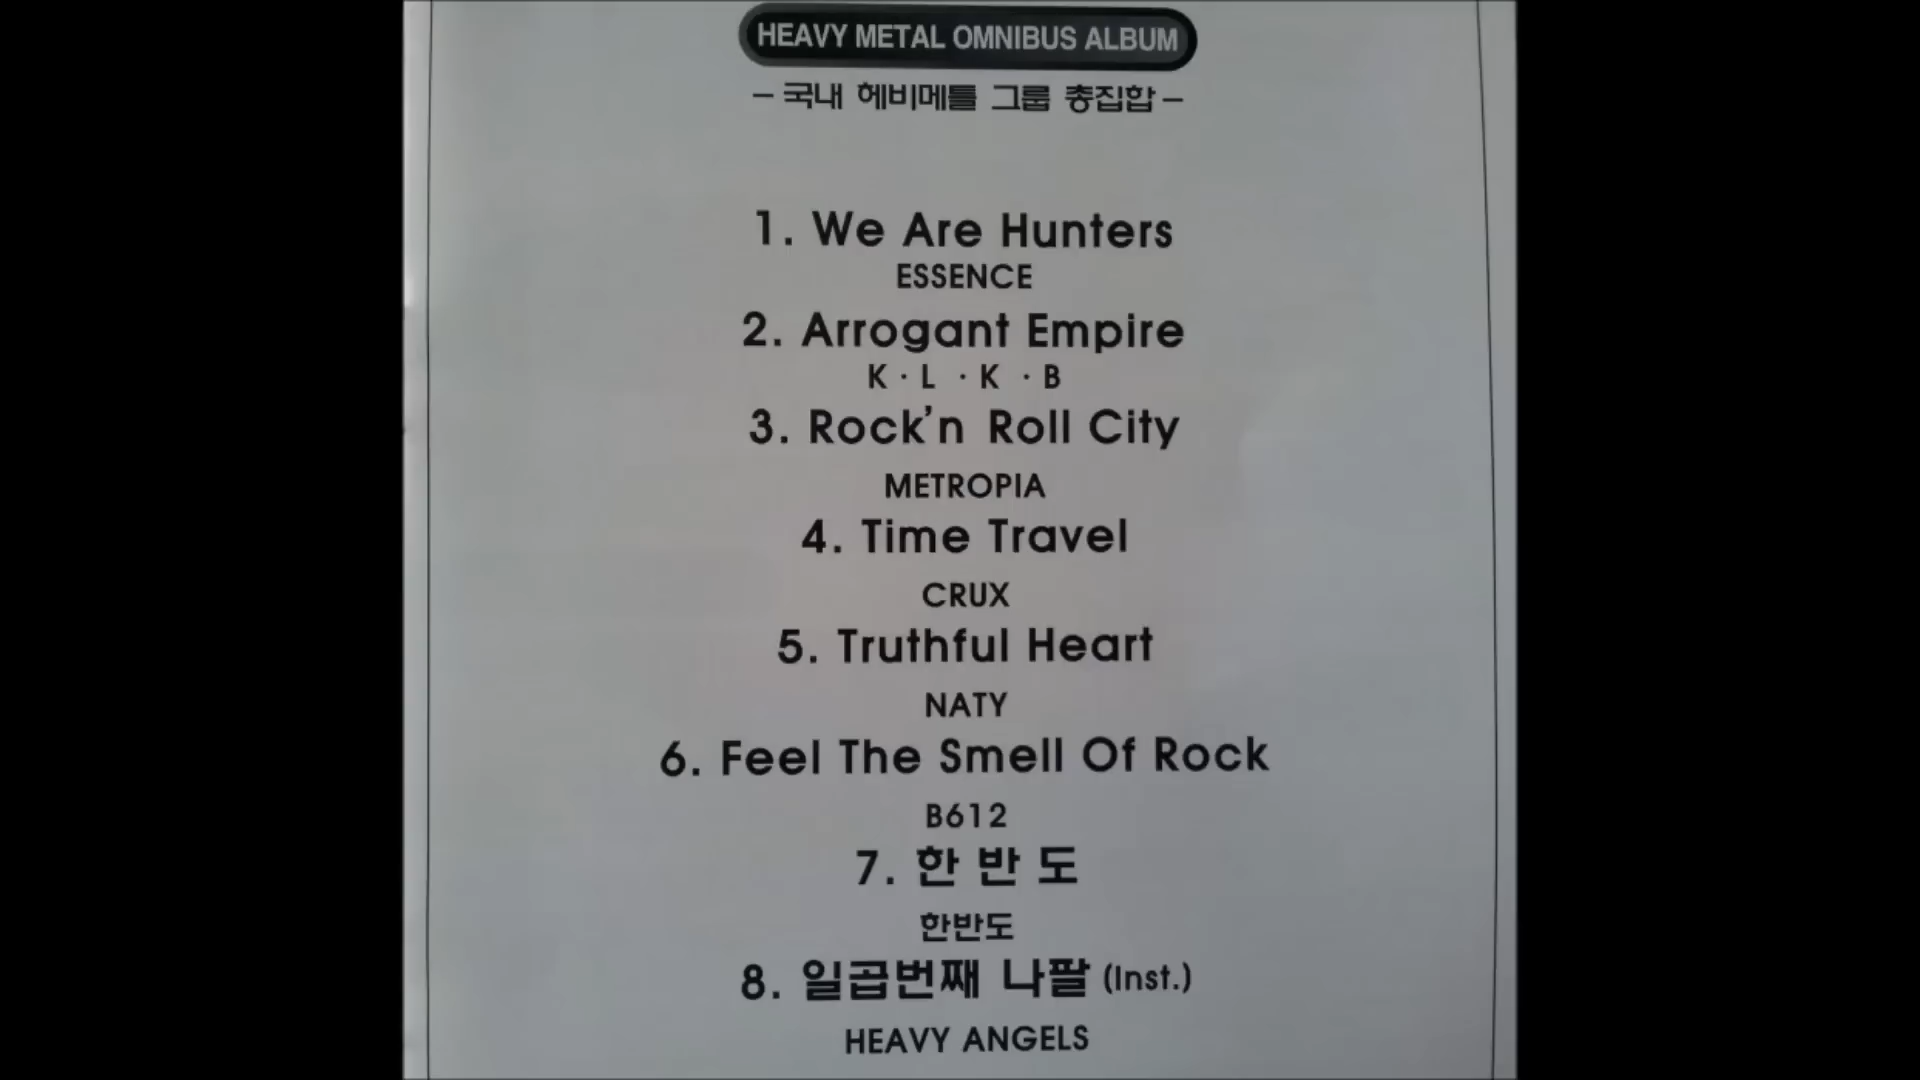 HEAVY METAL OMNIBUS ALBUM
– 국내 헤비메틀 그룹 총집합 –
1. We Are Hunters
ESSENCE
2. Arrogant Empire
K · L · K · B
3. Rock'n Roll City
METROPIA
4. Time Travel
CRUX
5. Truthful Heart
NATY
6. Feel The Smell Of Rock
B612
7. 한 반 도
한반도
8. 일곱번째 나팔 (Inst.)
HEAVY ANGELS